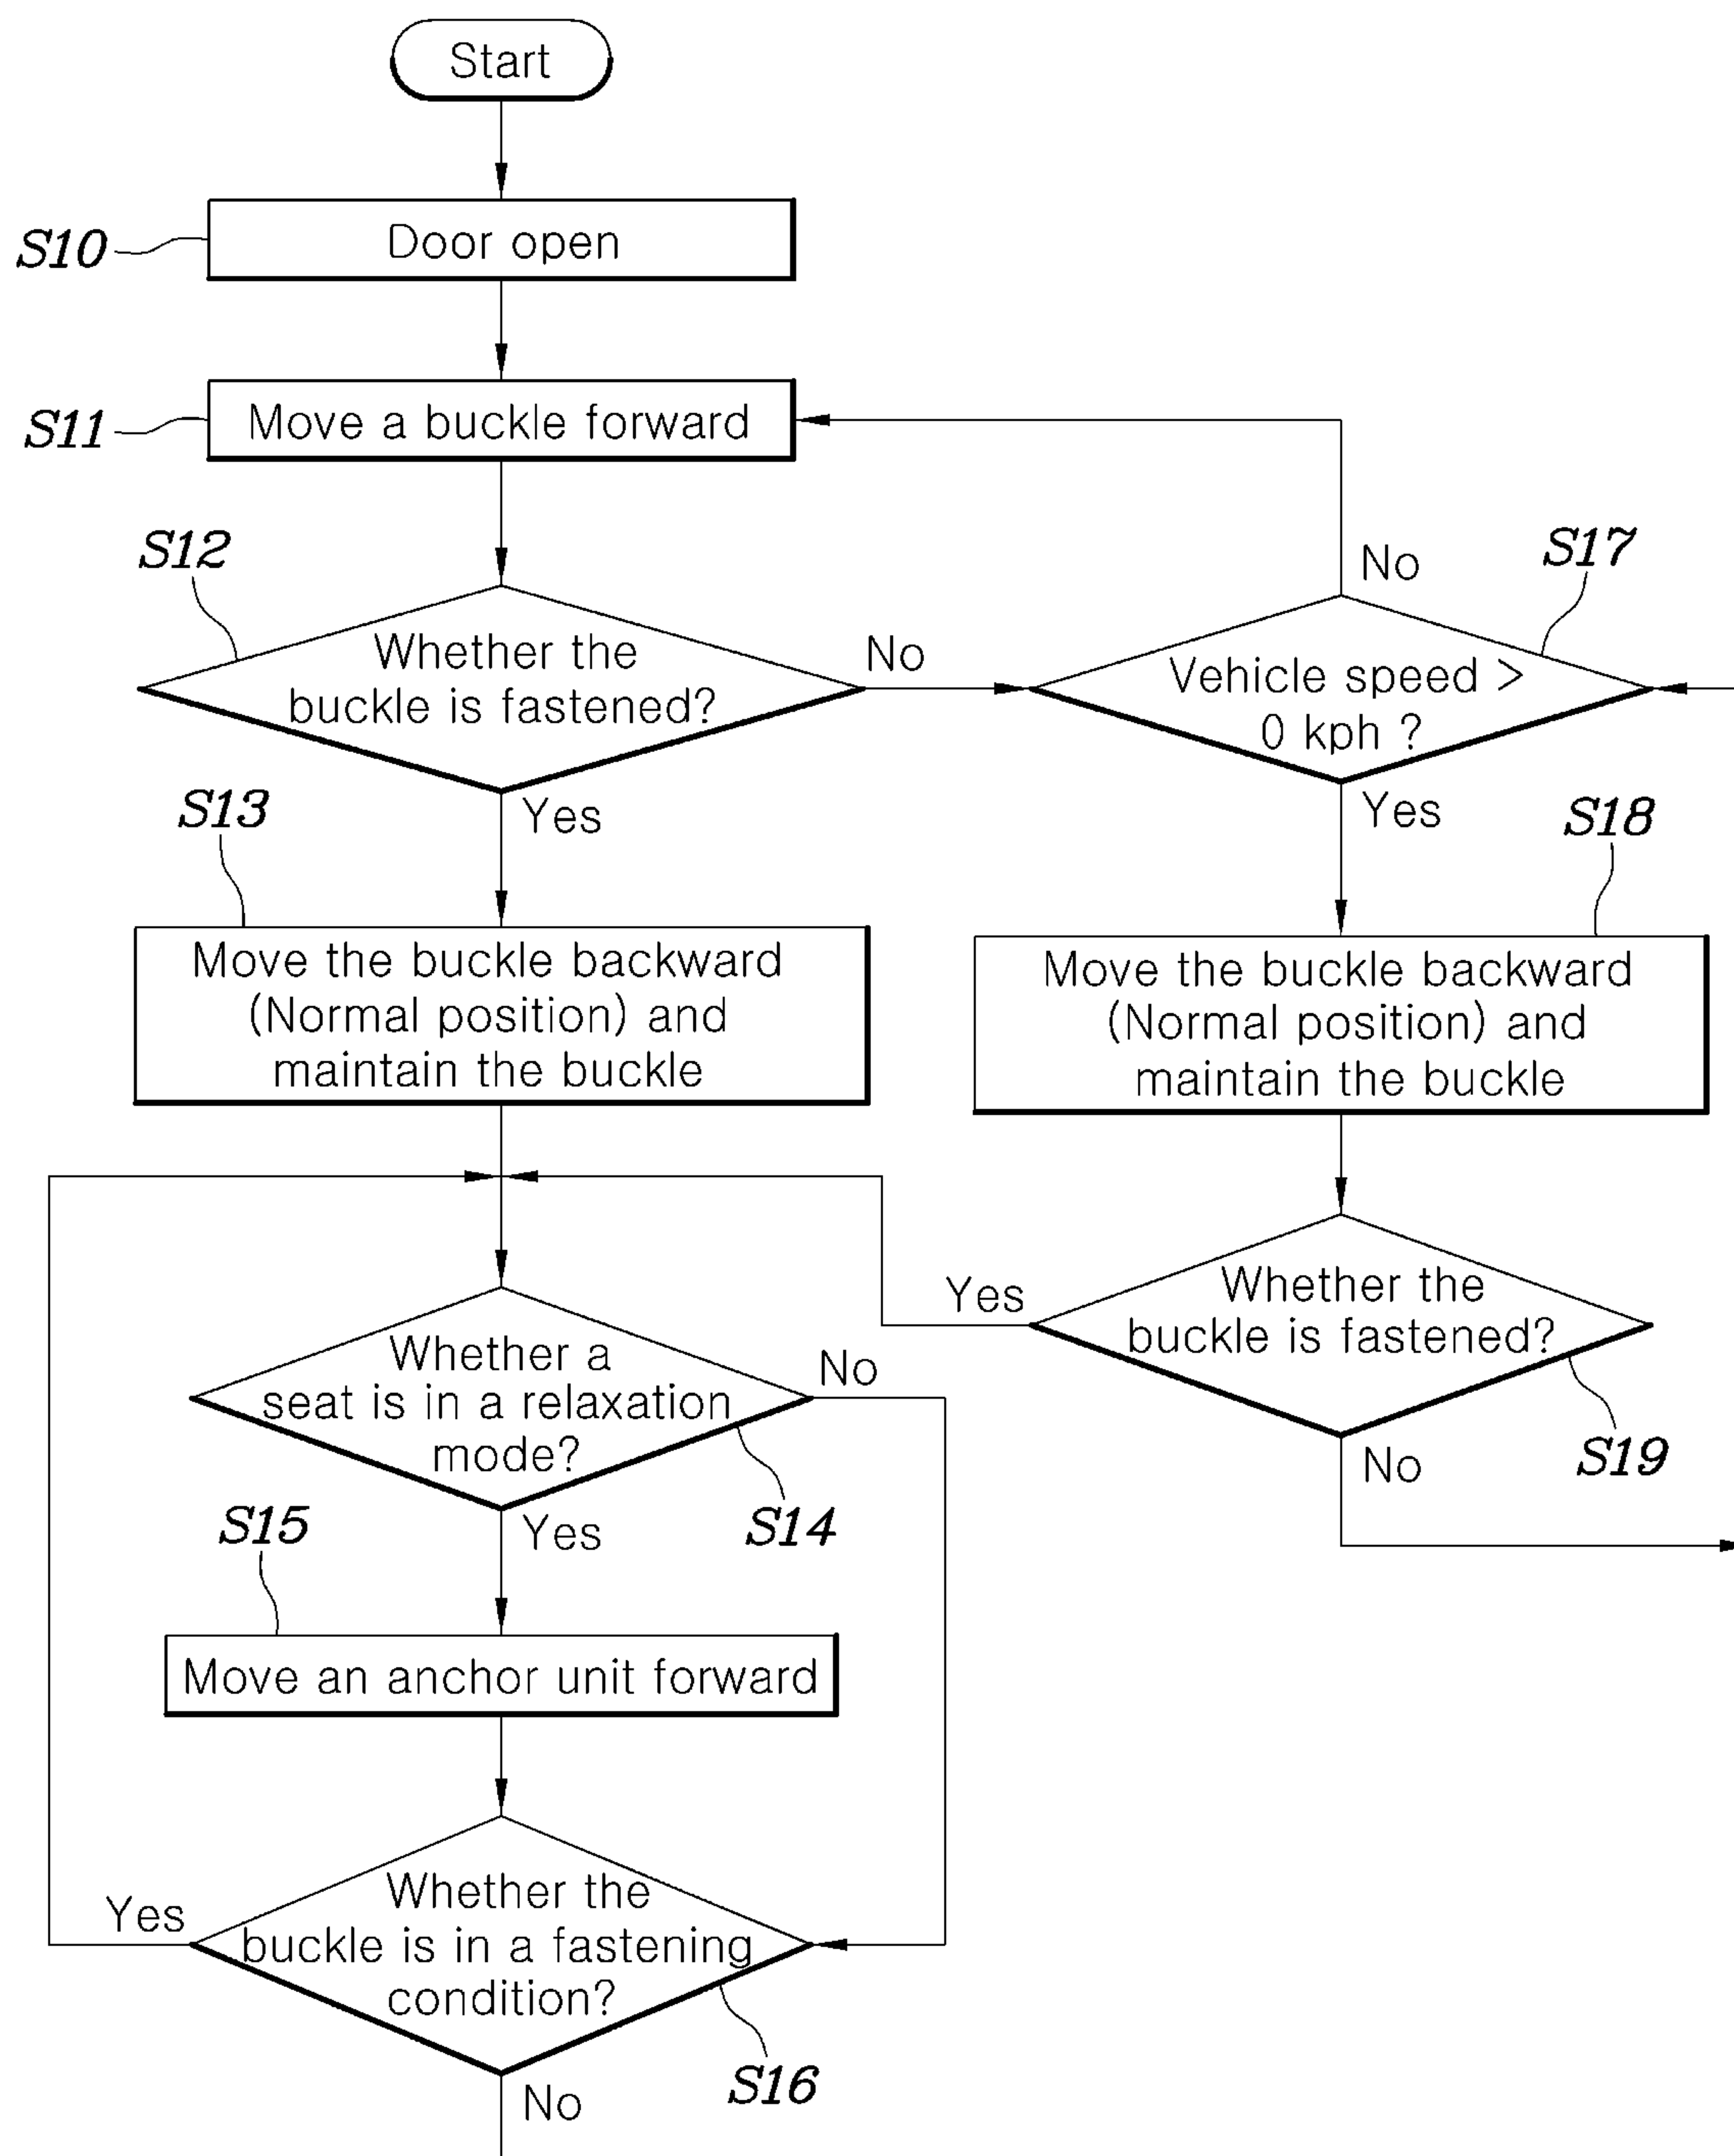 Start
S10
Door open
S11
Move a buckle forward
S12
Whether the
buckle is fastened?
No
Yes
S17
No
Vehicle speed >
0 kph ?
Yes
S13
Move the buckle backward
(Normal position) and
maintain the buckle
S18
Move the buckle backward
(Normal position) and
maintain the buckle
Whether the
buckle is fastened?
Yes
No
S19
Whether a
seat is in a relaxation
mode?
No
Yes
S14
S15
Move an anchor unit forward
Whether the
buckle is in a fastening
condition?
Yes
No
S16